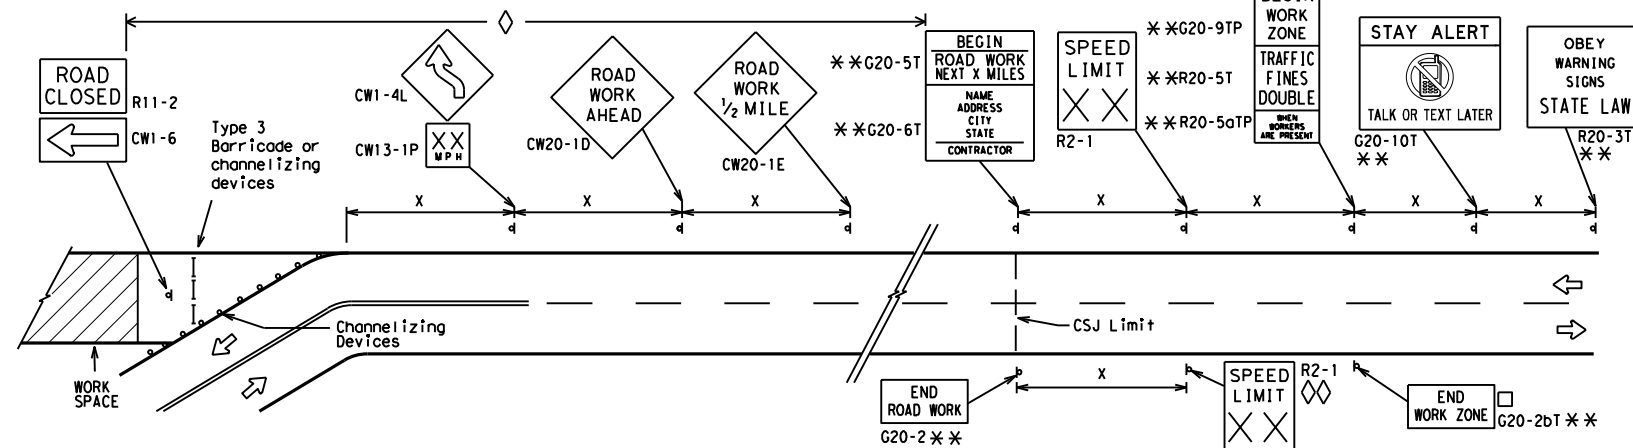 ROAD
CLOSED
R11-2
CW1-6
Type 3
Barricade or
channelizing
devices
CW1-4L
XX
MPH
CW13-1P
ROAD
WORK
AHEAD
CW20-1D
ROAD
WORK
1/2 MILE
CW20-1E
**G20-5T
BEGIN
ROAD WORK
NEXT X MILES
**G20-6T
NAME
ADDRESS
CITY
STATE
CONTRACTOR
SPEED
LIMIT
XX
R2-1
**G20-9TP
WORK
ZONE
**R20-5T
TRAFFIC
FINES
DOUBLE
**R20-5aTP
WHEN
WORKERS
ARE PRESENT
STAY ALERT
TALK OR TEXT LATER
G20-10T
**
OBEY
WARNING
SIGNS
STATE LAW
R20-3T
**
X
X
X
X
X
X
Channelizing
Devices
WORK
SPACE
CSJ Limit
X
END
ROAD WORK
G20-2**
SPEED
LIMIT
XX
R2-1
END
WORK ZONE
G20-2bT**